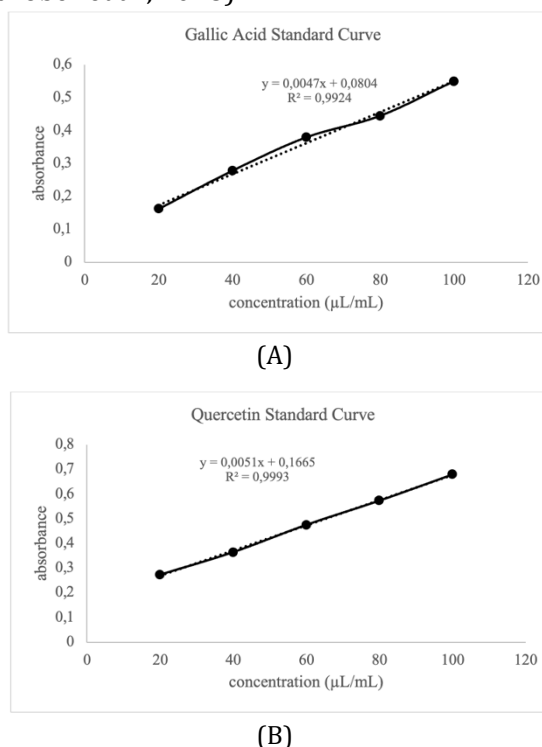 Gallic Acid Standard Curve
y = 0,0047x + 0,0804
R² = 0,9924
absorbance
0,6
0,5
0,4
0,3
0,2
0,1
0
0 20 40 60 80 100 120
concentration (µL/mL)
(A)
Quercetin Standard Curve
y = 0,0051x + 0,1665
R² = 0,9993
absorbance
0,8
0,7
0,6
0,5
0,4
0,3
0,2
0,1
0
0 20 40 60 80 100 120
concentration (µL/mL)
(B)